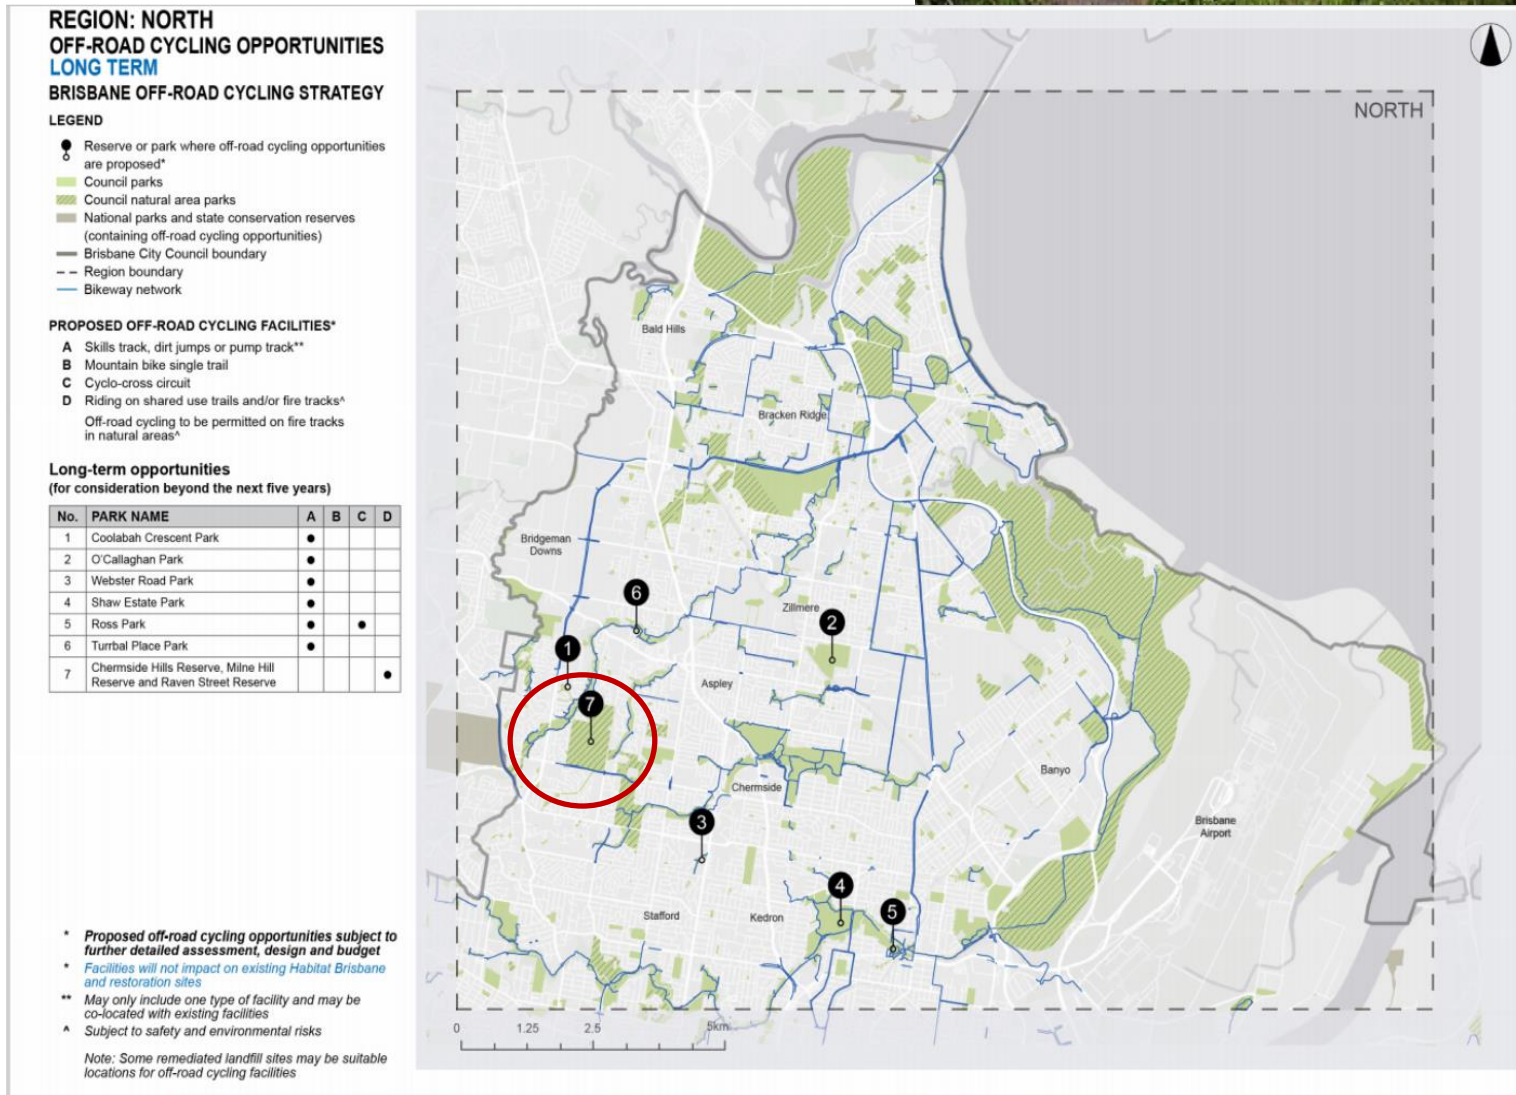 REGION: NORTH
OFF-ROAD CYCLING OPPORTUNITIES
LONG TERM
BRISBANE OFF-ROAD CYCLING STRATEGY
LEGEND
Reserve or park where off-road cycling opportunities
are proposed*
Council parks
Council natural area parks
National parks and state conservation reserves
(containing off-road cycling opportunities)
Brisbane City Council boundary
Region boundary
Bikeway network
PROPOSED OFF-ROAD CYCLING FACILITIES*
A Skills track, dirt jumps or pump track**
B Mountain bike single trail
C Cyclo-cross circuit
D Riding on shared use trails and/or fire tracks^
Off-road cycling to be permitted on fire tracks
in natural areas^
Long-term opportunities
(for consideration beyond the next five years)
No. PARK NAME A B C D
1 Coolabah Crescent Park ●
2 O'Callaghan Park ●
3 Webster Road Park ●
4 Shaw Estate Park ●
5 Ross Park ● ●
6 Turrbal Place Park ●
7 Chermside Hills Reserve, Milne Hill
Reserve and Raven Street Reserve ●
* Proposed off-road cycling opportunities subject to
further detailed assessment, design and budget
* Facilities will not impact on existing Habitat Brisbane
and restoration sites
** May only include one type of facility and may be
co-located with existing facilities
^ Subject to safety and environmental risks
Note: Some remediated landfill sites may be suitable
locations for off-road cycling facilities
NORTH
Bald Hills
Bracken Ridge
Bridgeman
Downs
6
Zillmere
2
1
Aspley
7
Banyo
Chermside
3
Brisbane
Airport
4
Stafford
Kedron
5
0 1.25 2.5 5km